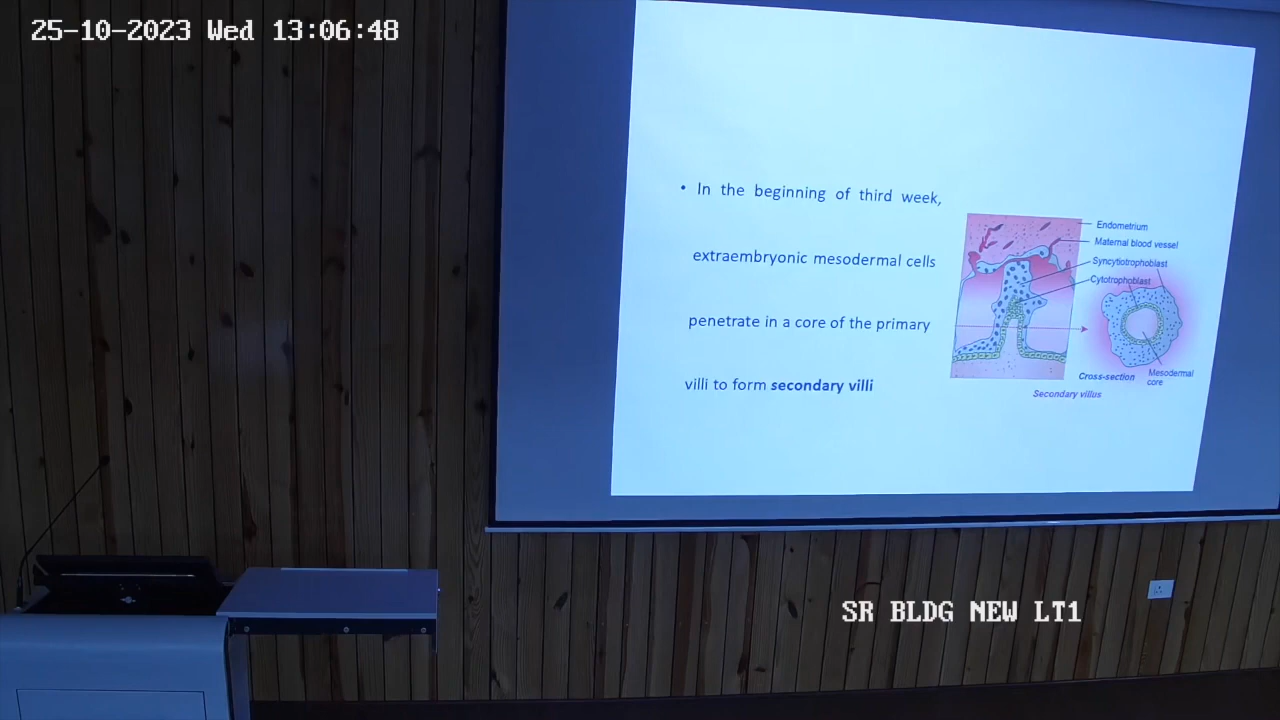 25-10-2023 Wed 13:06:48
• In the beginning of third week,
extraembryonic mesodermal cells
penetrate in a core of the primary
villi to form secondary villi
Endometrium
Maternal blood vessel
Syncytiotrophoblast
Cytotrophoblast
Mesodermal
core
Cross-section
Secondary villus
SR BLDG NEW LT1